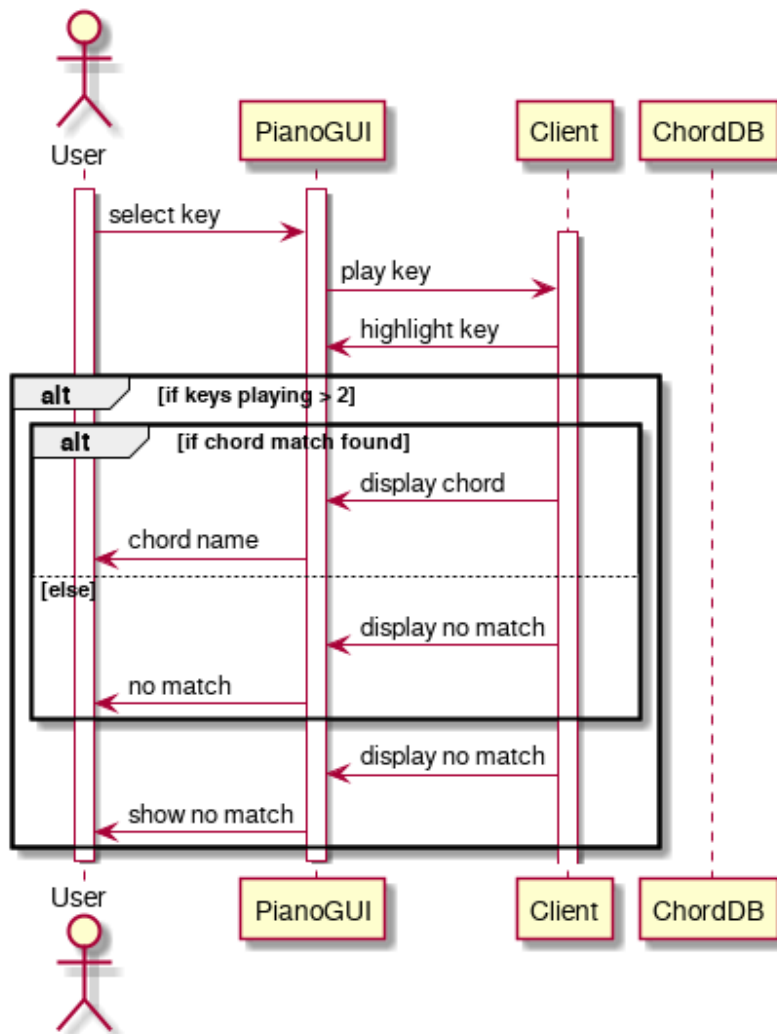 User
PianoGUI
Client
ChordDB
select key
play key
highlight key
alt [if keys playing > 2]
alt [if chord match found]
display chord
chord name
[else]
display no match
no match
display no match
show no match
User
PianoGUI
Client
ChordDB